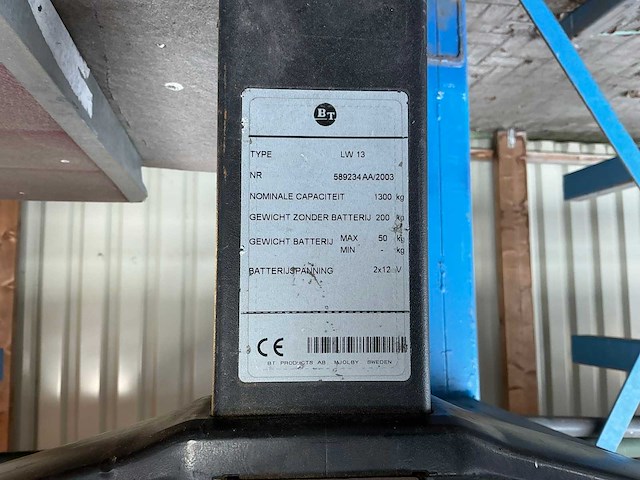 BT
TYPE LW 13
NR 589234AA/2003
NOMINALE CAPACITEIT 1300 kg
GEWICHT ZONDER BATTERIJ 200 kg
GEWICHT BATTERIJ MAX 50 kg
MIN - kg
BATTERIJSPANNING 2x12 V
CE
BT PRODUCTS AB MJÖLBY SWEDEN